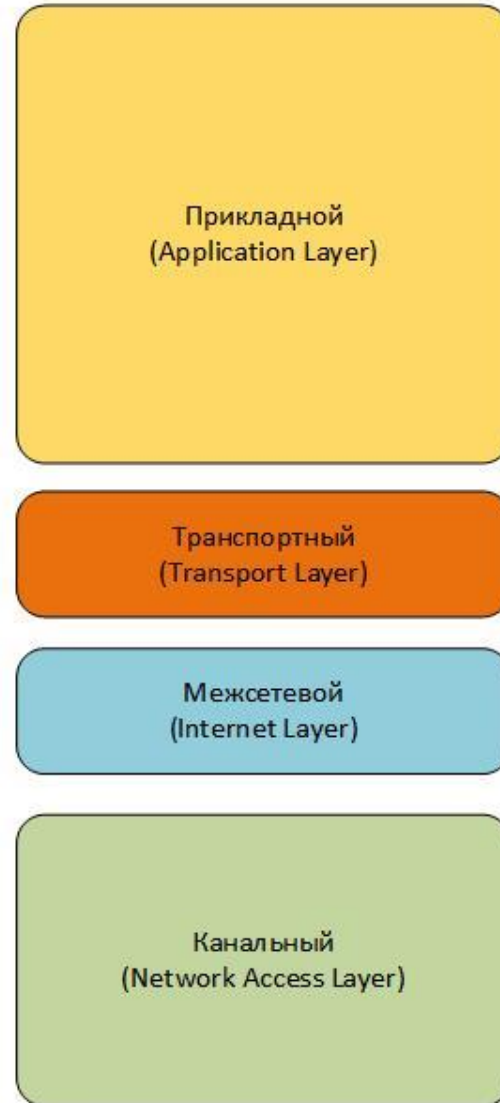 Прикладной
(Application Layer)
Транспортный
(Transport Layer)
Межсетевой
(Internet Layer)
Канальный
(Network Access Layer)